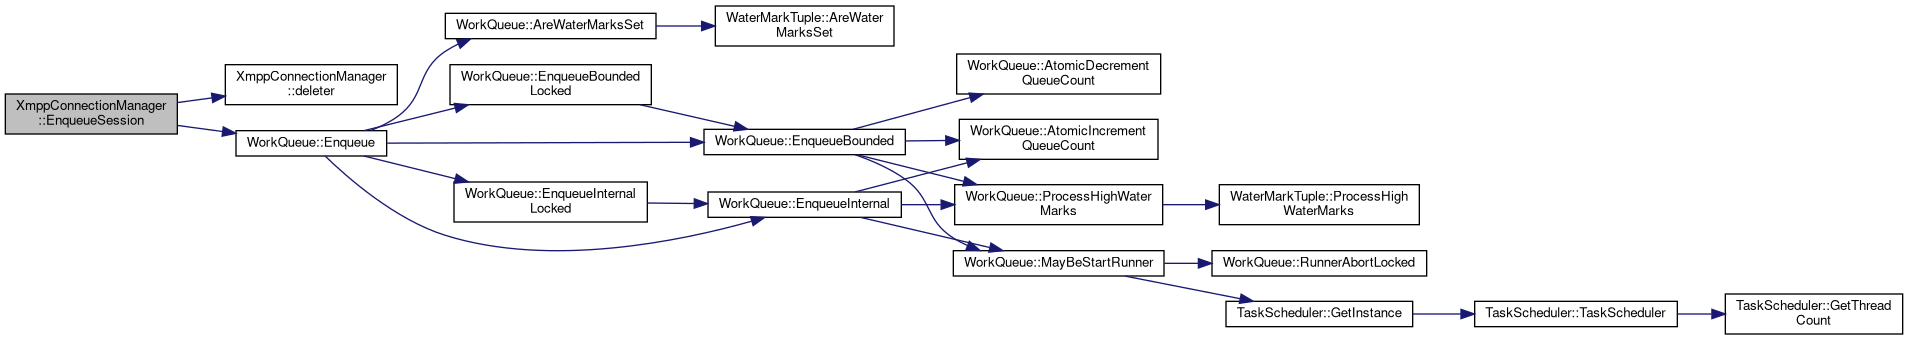 XmppConnectionManager
::EnqueueSession
XmppConnectionManager
::deleter
WorkQueue::Enqueue
WorkQueue::AreWaterMarksSet
WaterMarkTuple::AreWater
MarksSet
WorkQueue::EnqueueBounded
Locked
WorkQueue::EnqueueBounded
WorkQueue::EnqueueInternal
Locked
WorkQueue::EnqueueInternal
WorkQueue::AtomicDecrement
QueueCount
WorkQueue::AtomicIncrement
QueueCount
WorkQueue::ProcessHighWater
Marks
WaterMarkTuple::ProcessHigh
WaterMarks
WorkQueue::MayBeStartRunner
WorkQueue::RunnerAbortLocked
TaskScheduler::GetInstance
TaskScheduler::TaskScheduler
TaskScheduler::GetThread
Count